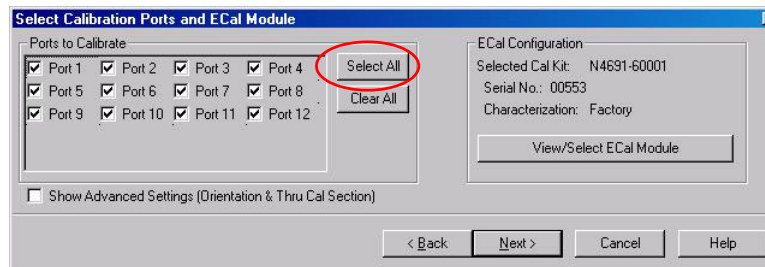 Select Calibration Ports and ECal Module
Ports to Calibrate
Port 1 Port 2 Port 3 Port 4
Port 5 Port 6 Port 7 Port 8
Port 9 Port 10 Port 11 Port 12
Select All
Clear All
ECal Configuration
Selected Cal Kit: N4691-60001
Serial No.: 00553
Characterization: Factory
View/Select ECal Module
Show Advanced Settings (Orientation & Thru Cal Section)
< Back Next > Cancel Help